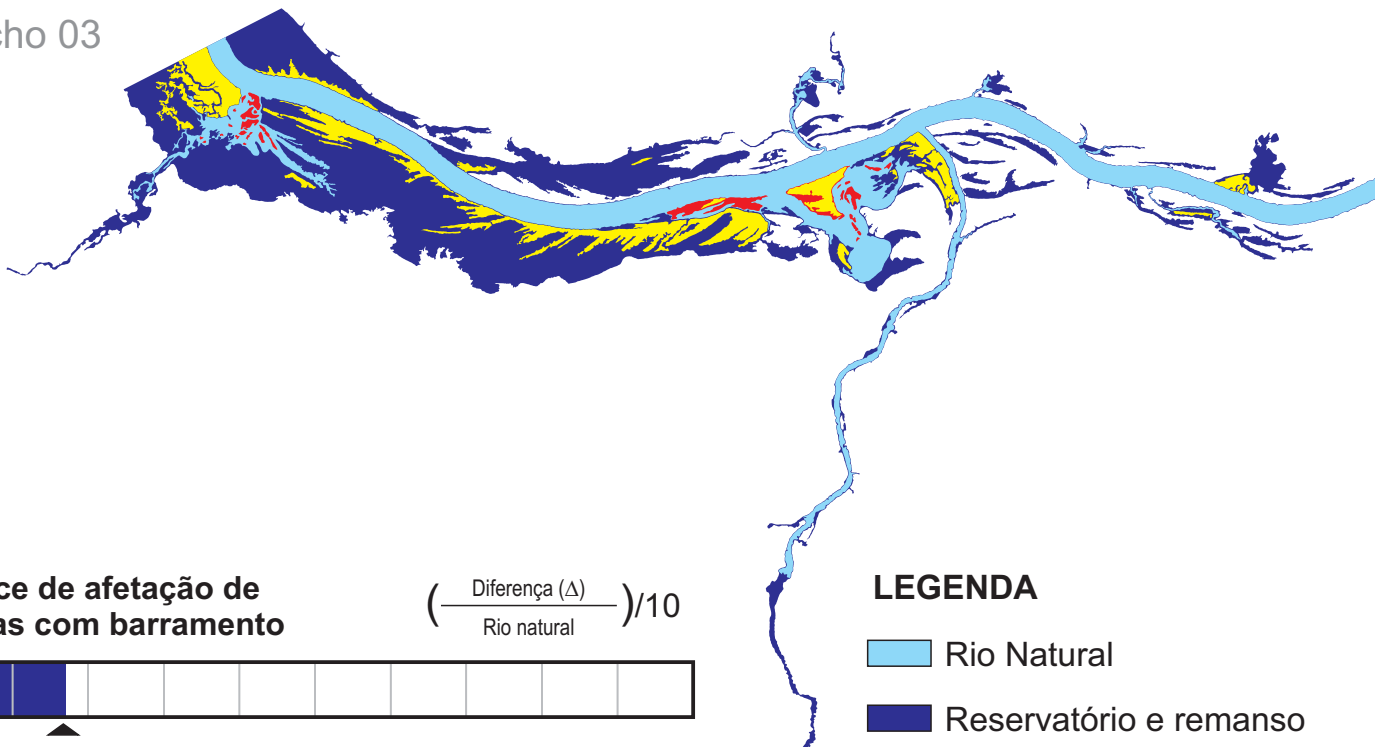 cho 03
ce de afetação de
as com barramento
(Diferença (Δ)
Rio natural
)/10
LEGENDA
Rio Natural
Reservatório e remanso